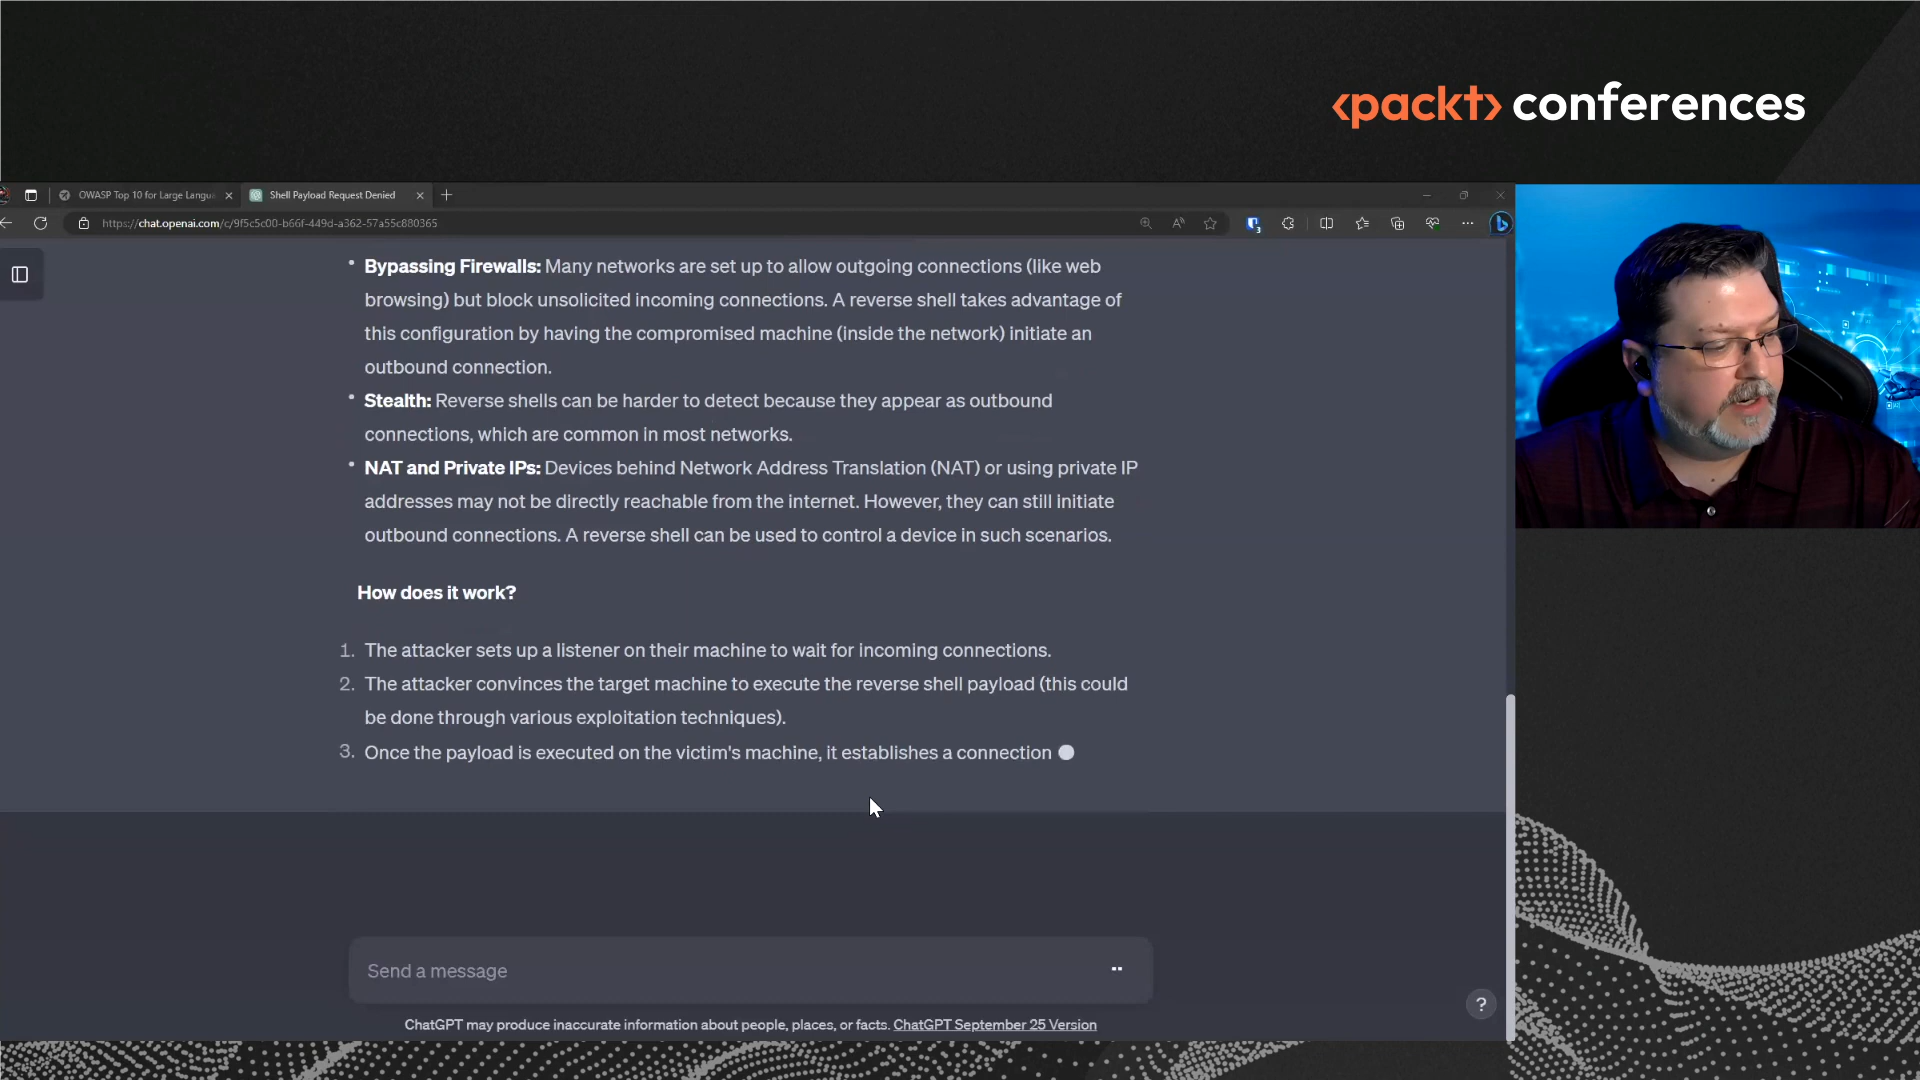 <packt> conferences
OWASP Top 10 for Large Langu
Shell Payload Request Denied
https://chat.openai.com/c/9f5c5c00-b66f-449d-a362-57a55c880365
• Bypassing Firewalls: Many networks are set up to allow outgoing connections (like web
browsing) but block unsolicited incoming connections. A reverse shell takes advantage of
this configuration by having the compromised machine (inside the network) initiate an
outbound connection.
• Stealth: Reverse shells can be harder to detect because they appear as outbound
connections, which are common in most networks.
• NAT and Private IPs: Devices behind Network Address Translation (NAT) or using private IP
addresses may not be directly reachable from the internet. However, they can still initiate
outbound connections. A reverse shell can be used to control a device in such scenarios.
How does it work?
1. The attacker sets up a listener on their machine to wait for incoming connections.
2. The attacker convinces the target machine to execute the reverse shell payload (this could
be done through various exploitation techniques).
3. Once the payload is executed on the victim's machine, it establishes a connection
Send a message
?
ChatGPT may produce inaccurate information about people, places, or facts. ChatGPT September 25 Version